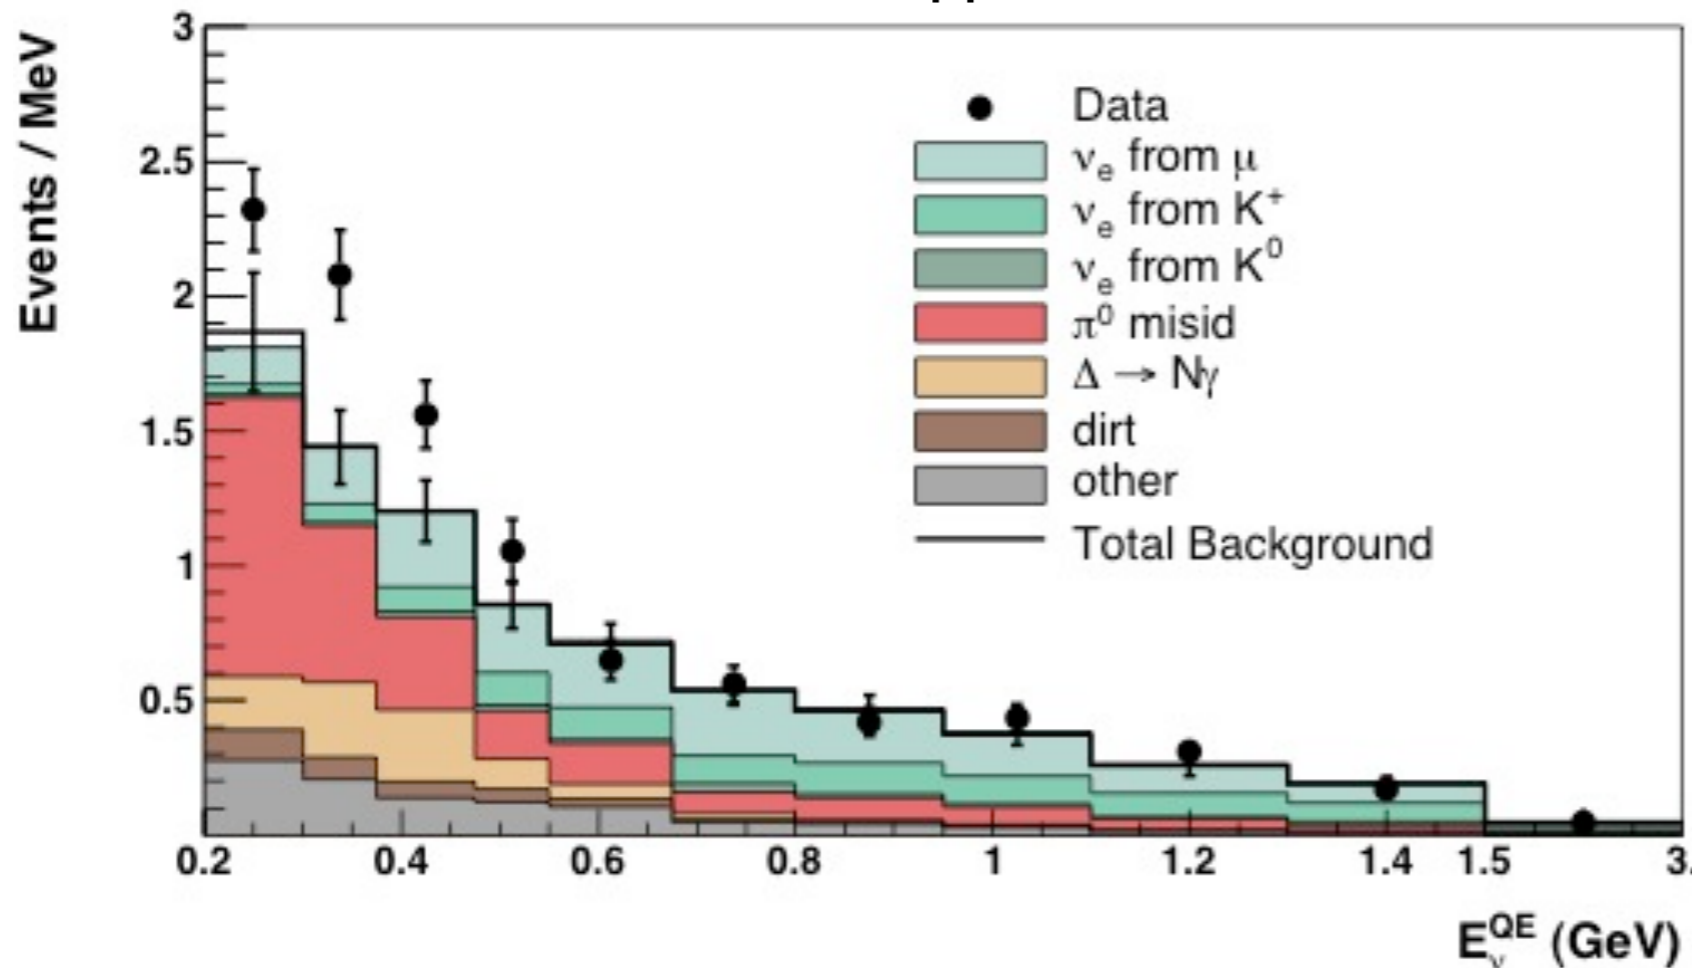 3
2.5
2
1.5
1
0.5
Events / MeV
Data
νe from μ
νe from K+
νe from K0
π0 misid
Δ → Nγ
dirt
other
Total Background
0.2 0.4 0.6 0.8 1 1.2 1.4 1.5 3.
EνQE (GeV)